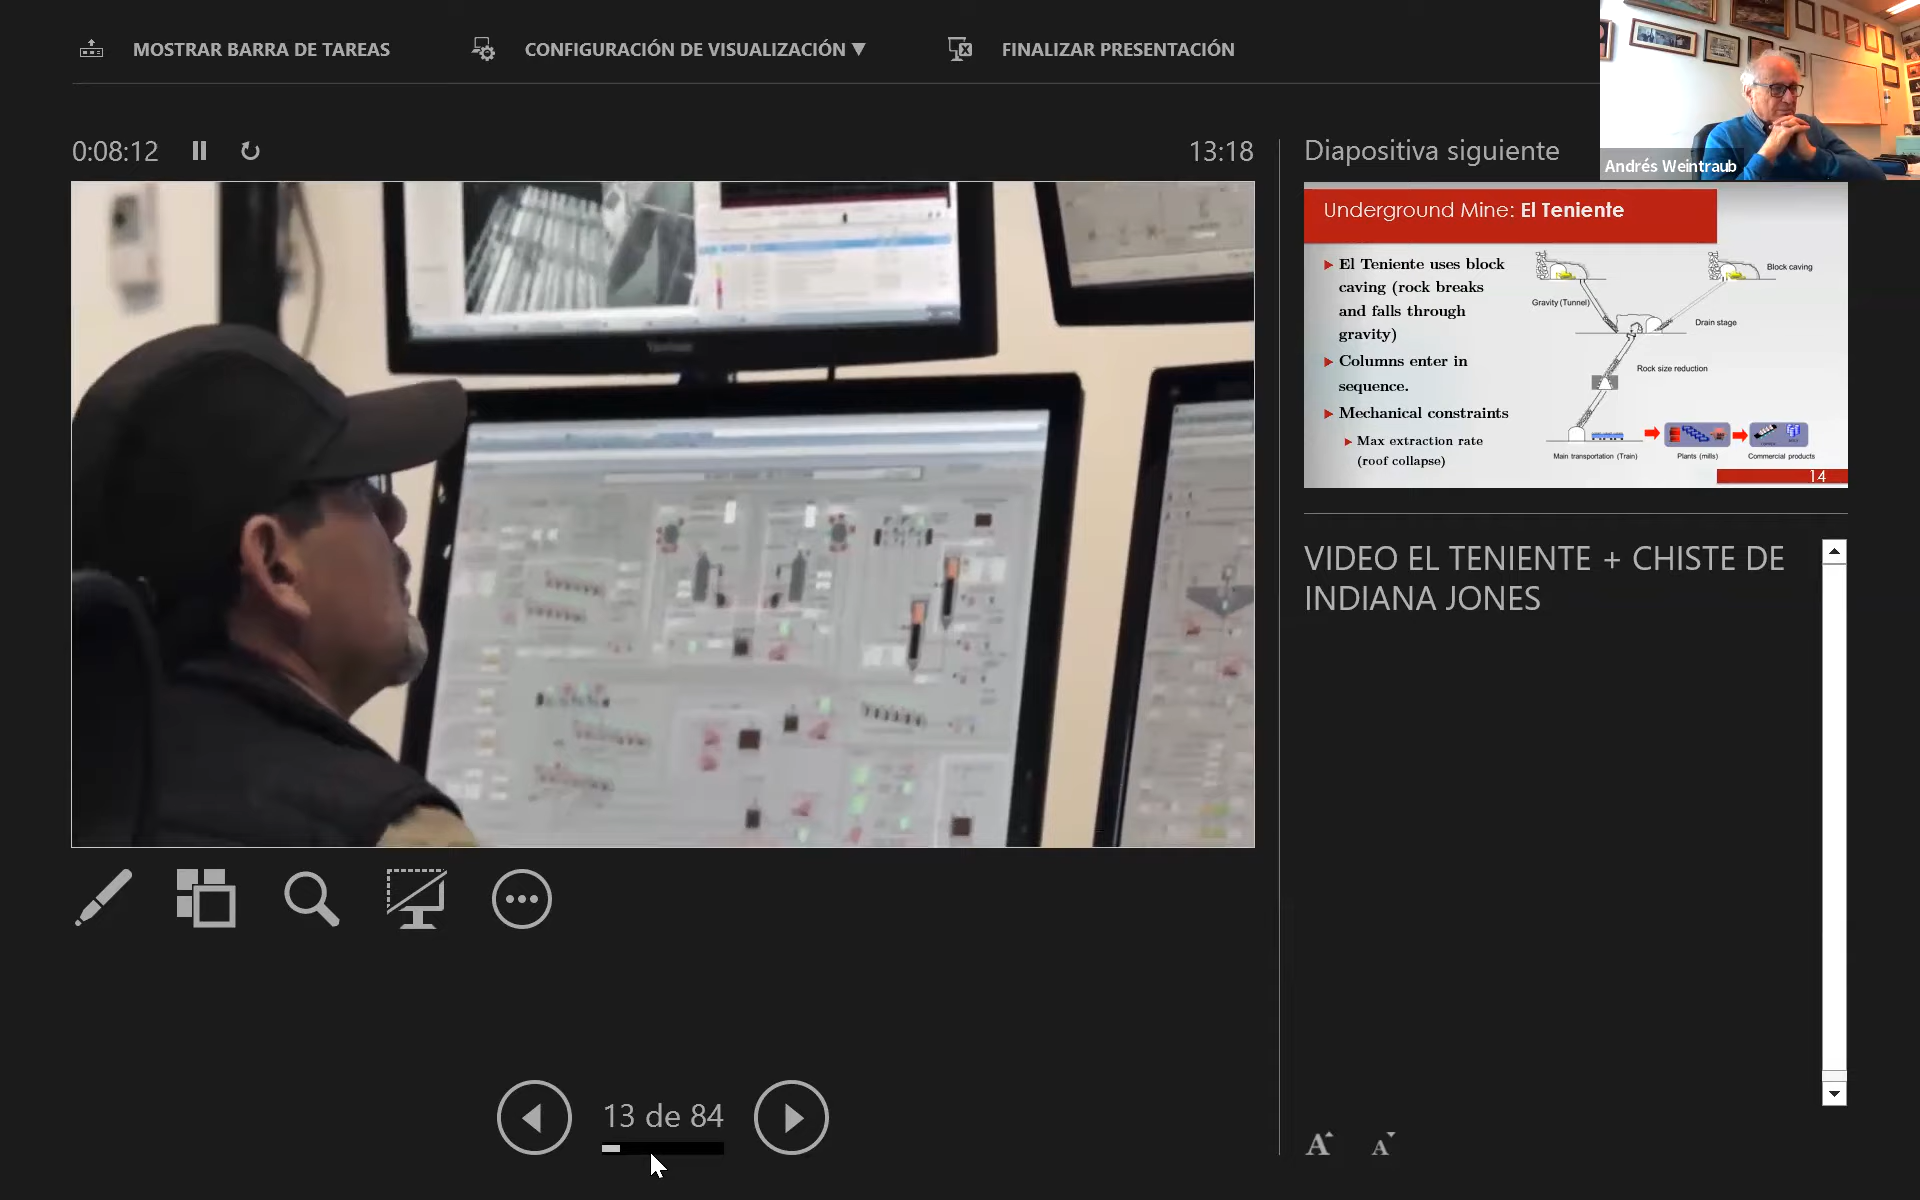 MOSTRAR BARRA DE TAREAS
CONFIGURACIÓN DE VISUALIZACIÓN ▼
FINALIZAR PRESENTACIÓN
Andrés Weintraub
0:08:12
13:18
Diapositiva siguiente
Underground Mine: El Teniente
▶ El Teniente uses block
caving (rock breaks
and falls through
gravity)
▶ Columns enter in
sequence.
▶ Mechanical constraints
▶ Max extraction rate
(roof collapse)
Block caving
Gravity (Tunnel)
Drain stage
Rock size reduction
Main transportation (Train)
Plants (mills)
Commercial products
14
VIDEO EL TENIENTE + CHISTE DE
INDIANA JONES
13 de 84
A A